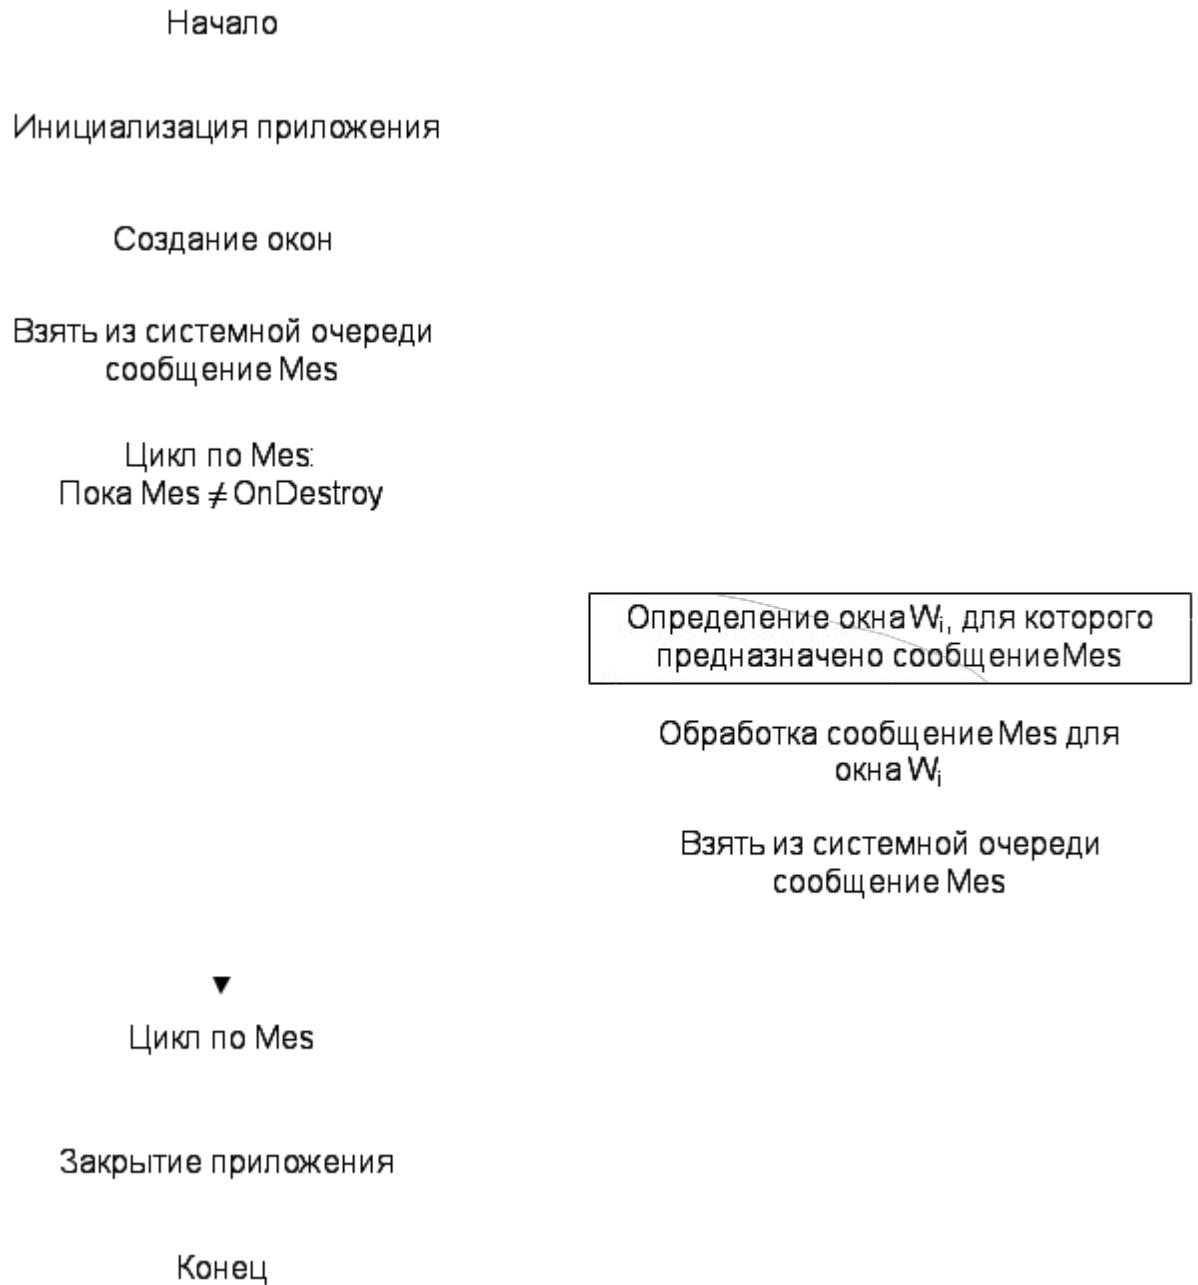 Начало
Инициализация приложения
Создание окон
Взять из системной очереди
сообщение Mes
Цикл по Mes:
Пока Mes ≠ OnDestroy
Определение окна Wi, для которого
предназначено сообщение Mes
Обработка сообщение Mes для
окна Wi
Взять из системной очереди
сообщение Mes
Цикл по Mes
Закрытие приложения
Конец